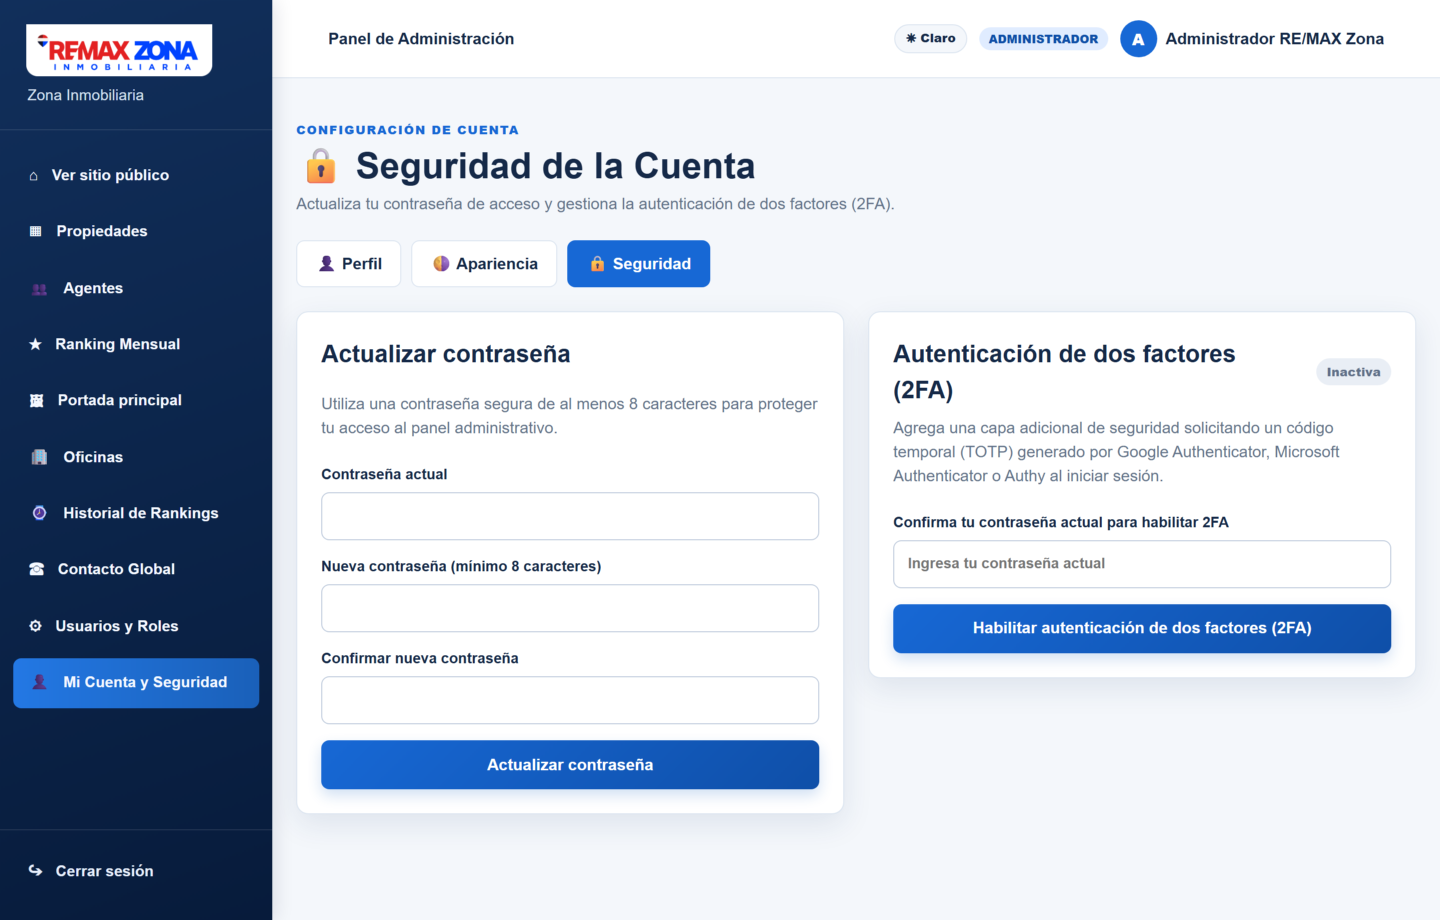 RE/MAX ZONA
INMOBILIARIA
Zona Inmobiliaria
Ver sitio público
Propiedades
Agentes
Ranking Mensual
Portada principal
Oficinas
Historial de Rankings
Contacto Global
Usuarios y Roles
Mi Cuenta y Seguridad
Cerrar sesión
Panel de Administración
Claro
ADMINISTRADOR
A
Administrador RE/MAX Zona
CONFIGURACIÓN DE CUENTA
Seguridad de la Cuenta
Actualiza tu contraseña de acceso y gestiona la autenticación de dos factores (2FA).
Perfil
Apariencia
Seguridad
Actualizar contraseña
Utiliza una contraseña segura de al menos 8 caracteres para proteger
tu acceso al panel administrativo.
Contraseña actual
Nueva contraseña (mínimo 8 caracteres)
Confirmar nueva contraseña
Actualizar contraseña
Autenticación de dos factores
(2FA)
Inactiva
Agrega una capa adicional de seguridad solicitando un código
temporal (TOTP) generado por Google Authenticator, Microsoft
Authenticator o Authy al iniciar sesión.
Confirma tu contraseña actual para habilitar 2FA
Ingresa tu contraseña actual
Habilitar autenticación de dos factores (2FA)